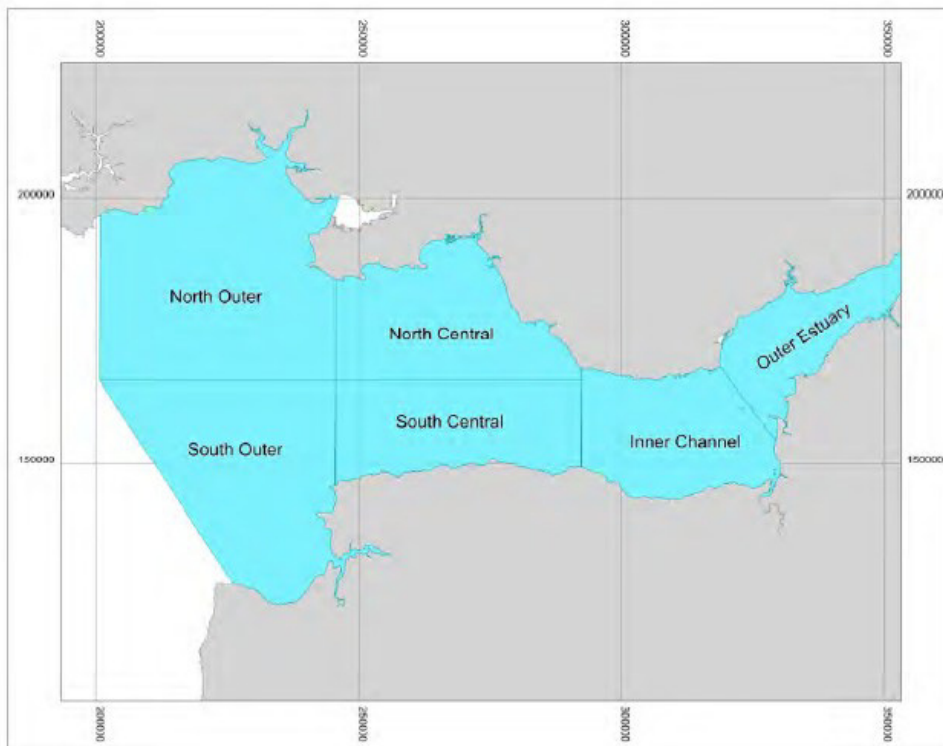 200000
250000
300000
350000
200000
200000
North Outer
Outer Estuary
North Central
South Central
Inner Channel
South Outer
150000
150000
200000
250000
300000
350000